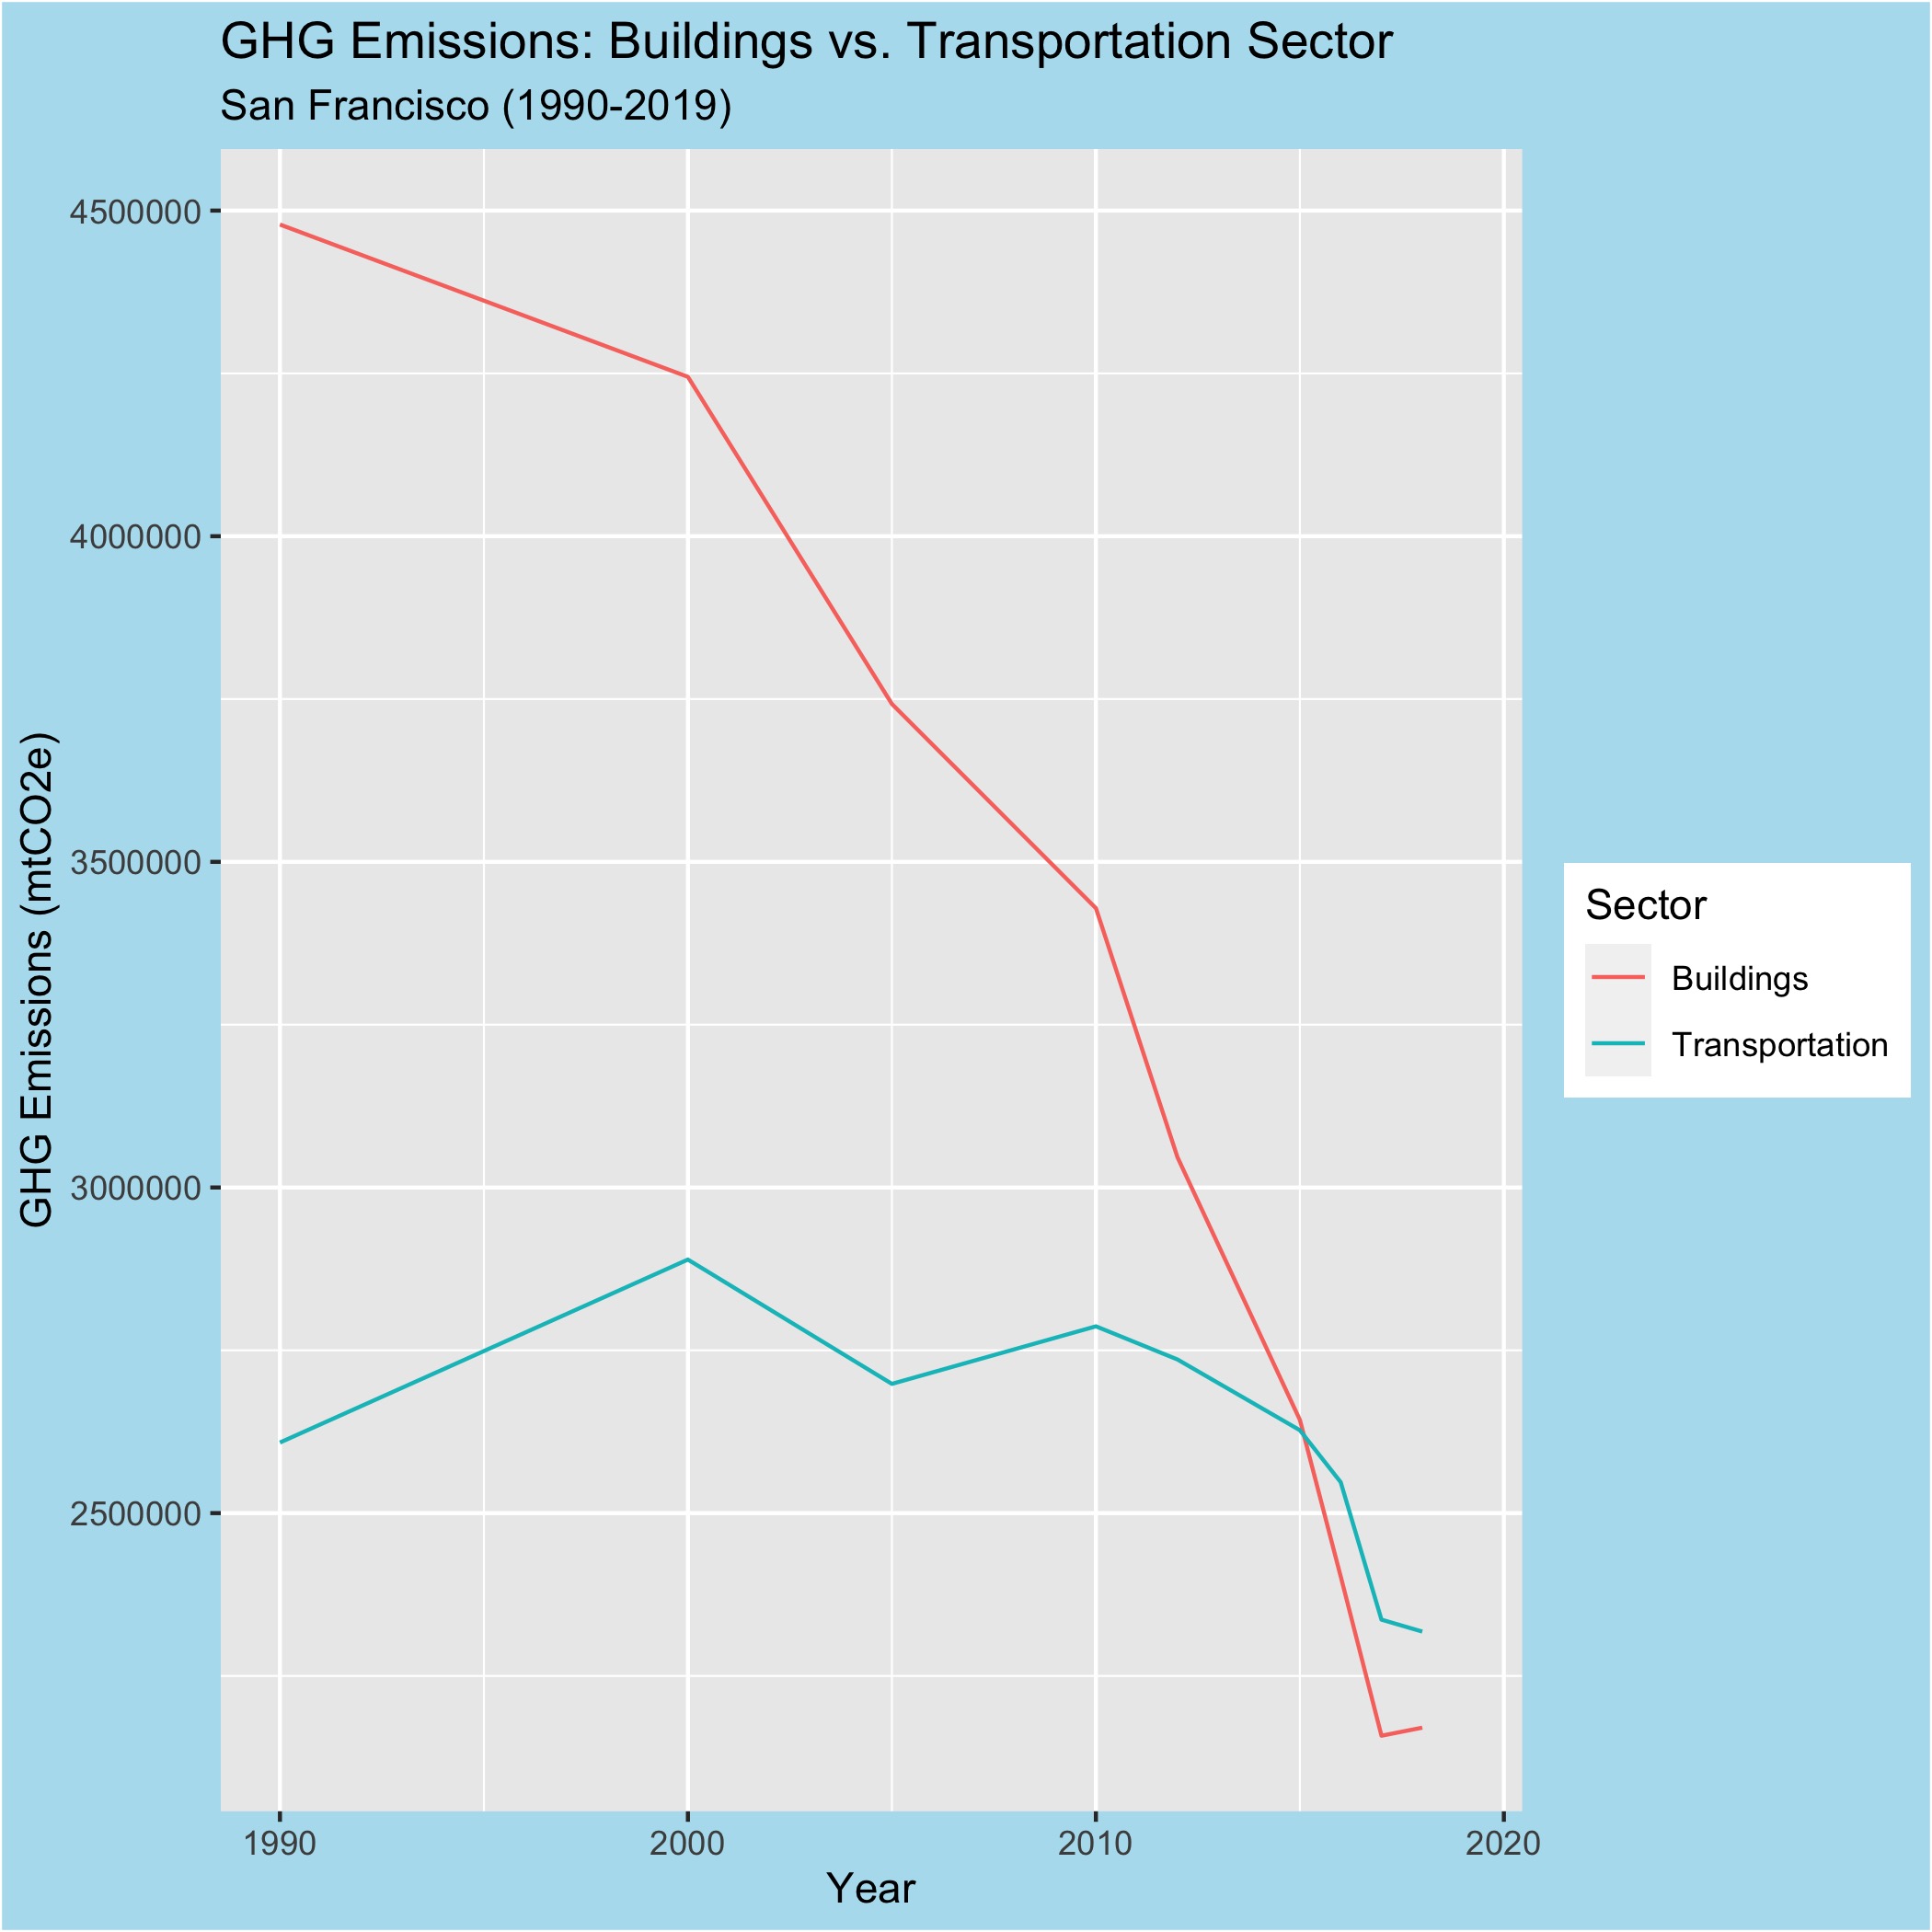 GHG Emissions: Buildings vs. Transportation Sector
San Francisco (1990-2019)
GHG Emissions (mtCO2e)
4500000
4000000
3500000
3000000
2500000
1990
2000
2010
2020
Year
Sector
Buildings
Transportation